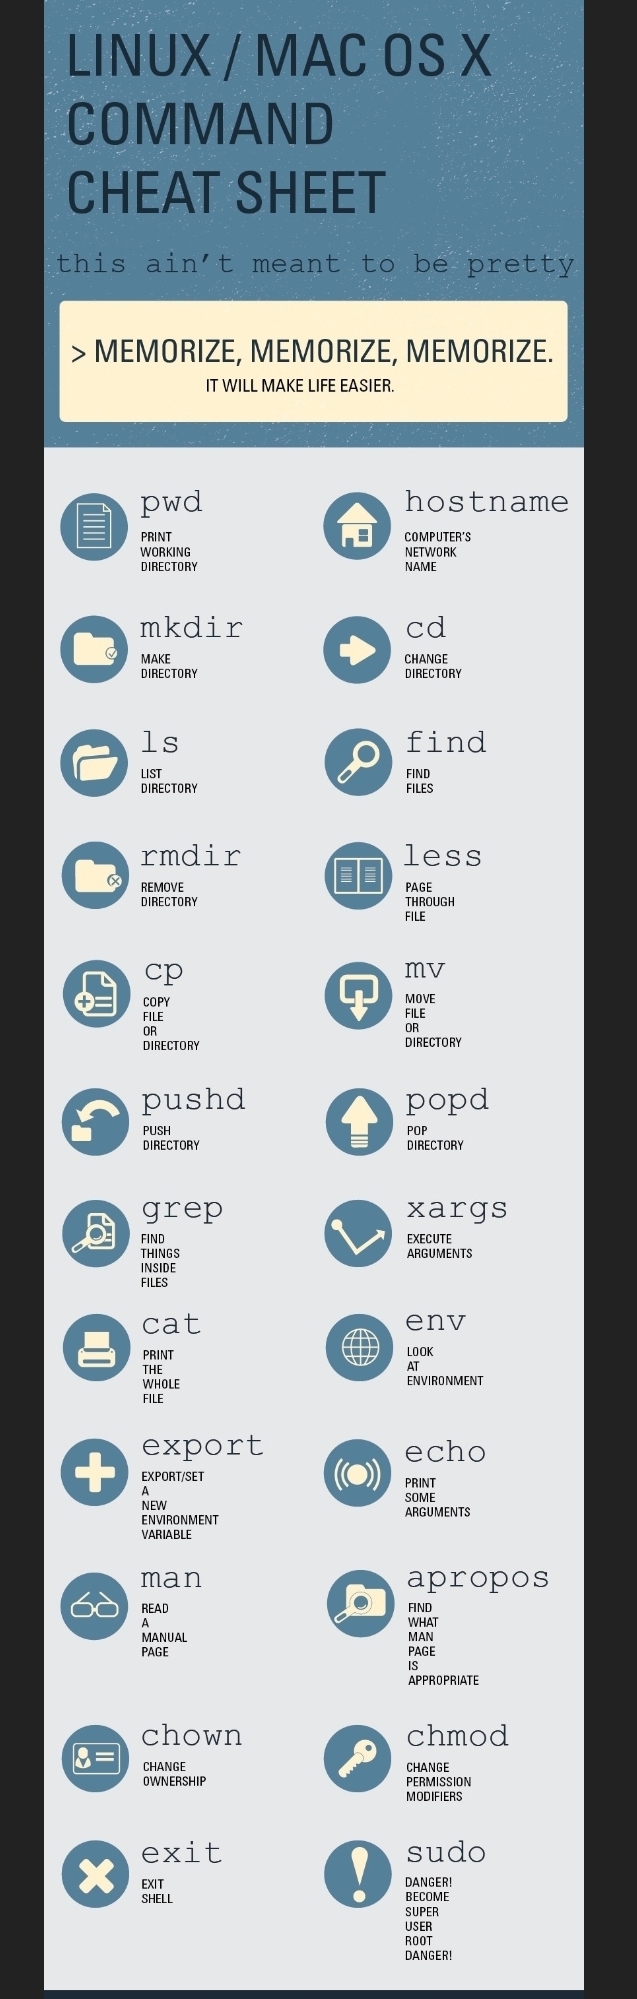 LINUX / MAC OS X
COMMAND
CHEAT SHEET
this ain't meant to be pretty
> MEMORIZE, MEMORIZE, MEMORIZE.
IT WILL MAKE LIFE EASIER.
pwd
PRINT
WORKING
DIRECTORY
hostname
COMPUTER'S
NETWORK
NAME
mkdir
MAKE
DIRECTORY
cd
CHANGE
DIRECTORY
ls
LIST
DIRECTORY
find
FIND
FILES
rmdir
REMOVE
DIRECTORY
less
PAGE
THROUGH
FILE
cp
COPY
FILE
OR
DIRECTORY
mv
MOVE
FILE
OR
DIRECTORY
pushd
PUSH
DIRECTORY
popd
POP
DIRECTORY
grep
FIND
THINGS
INSIDE
FILES
xargs
EXECUTE
ARGUMENTS
cat
PRINT
THE
WHOLE
FILE
env
LOOK
AT
ENVIRONMENT
export
EXPORT/SET
A
NEW
ENVIRONMENT
VARIABLE
echo
PRINT
SOME
ARGUMENTS
man
READ
A
MANUAL
PAGE
apropos
FIND
WHAT
MAN
PAGE
IS
APPROPRIATE
chown
CHANGE
OWNERSHIP
chmod
CHANGE
PERMISSION
MODIFIERS
exit
EXIT
SHELL
sudo
DANGER!
BECOME
SUPER
USER
ROOT
DANGER!